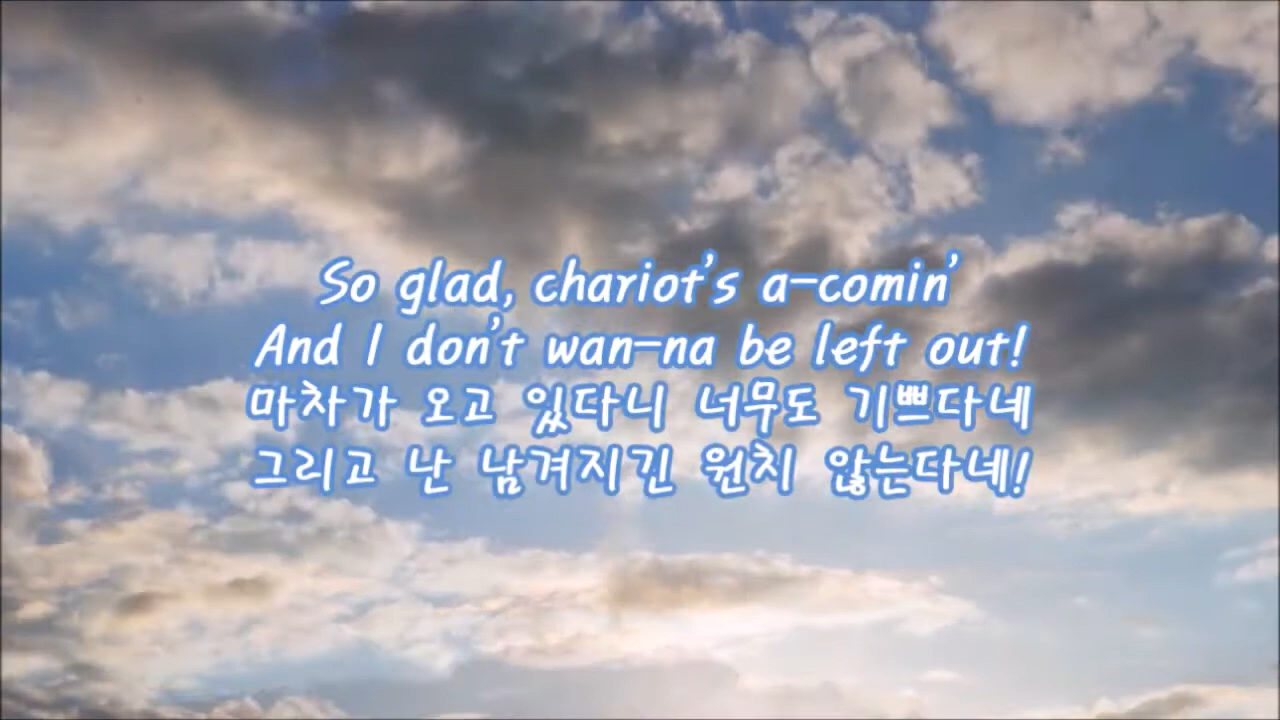 So glad, chariot's a-comin'
And I don't wan-na be left out!
마차가 오고 있다니 너무도 기쁘다네
그리고 난 남겨지긴 원치 않는다네!